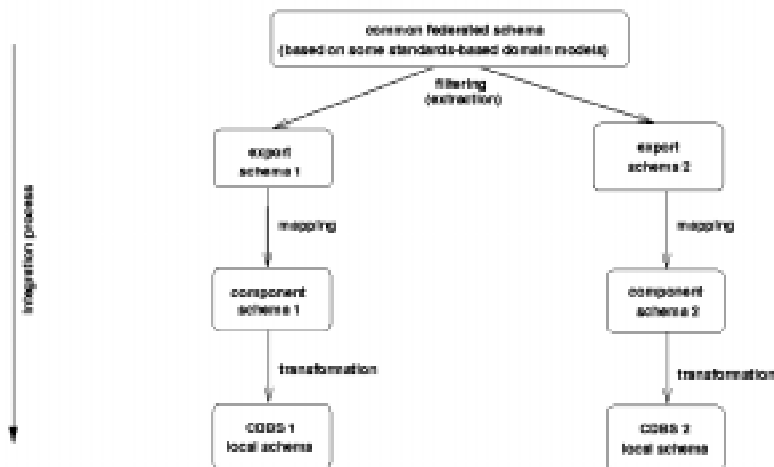 common federated schema
(based on some standards-based domain models)
filtering
(extraction)
export
schema 1
export
schema 2
mapping
mapping
integration process
component
schema 1
component
schema 2
transformation
transformation
CDBS 1
local schema
CDBS 2
local schema